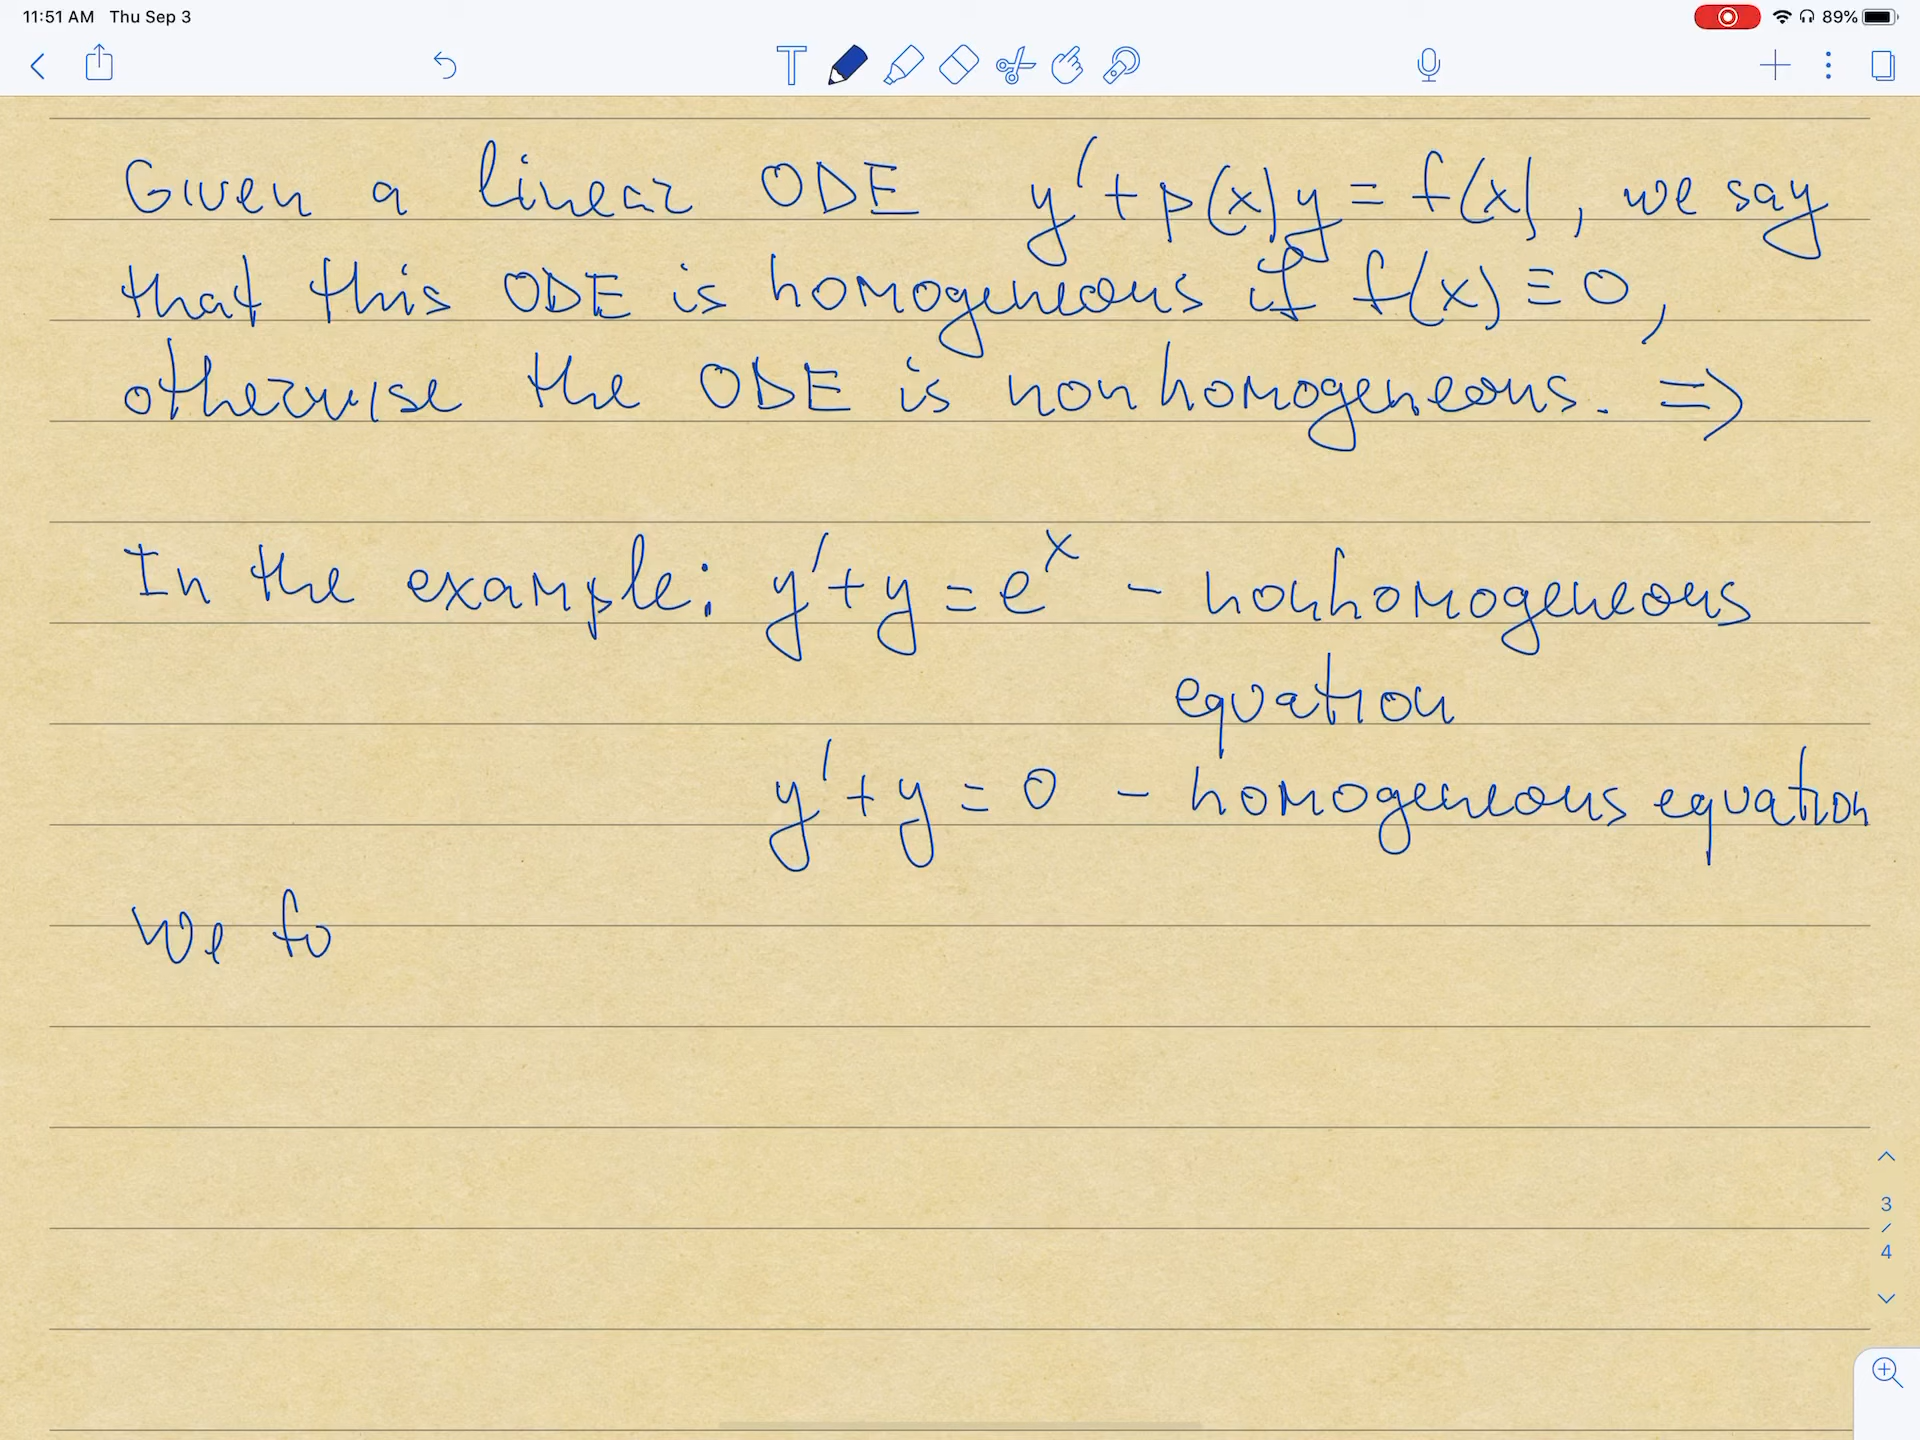 11:51 AM Thu Sep 3
89%
Given a linear ODE y' + p(x)y = f(x), we say
that this ODE is homogeneous if f(x) ≡ 0,
otherwise the ODE is nonhomogeneous. =>
In the example: y' + y = e^x - nonhomogeneous
equation
y' + y = 0 - homogeneous equation
We fo
3
/
4